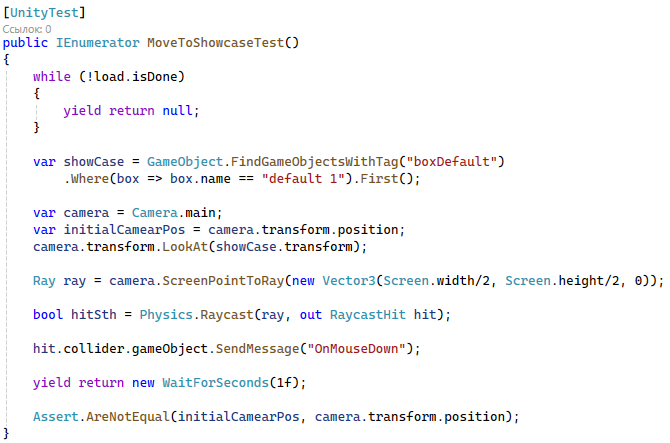 [UnityTest]
Ссылок: 0
public IEnumerator MoveToShowcaseTest()
{
    while (!load.isDone)
    {
        yield return null;
    }
    var showCase = GameObject.FindGameObjectsWithTag("boxDefault")
        .Where(box => box.name == "default 1").First();
    var camera = Camera.main;
    var initialCamearPos = camera.transform.position;
    camera.transform.LookAt(showCase.transform);
    Ray ray = camera.ScreenPointToRay(new Vector3(Screen.width/2, Screen.height/2, 0));
    bool hitSth = Physics.Raycast(ray, out RaycastHit hit);
    hit.collider.gameObject.SendMessage("OnMouseDown");
    yield return new WaitForSeconds(1f);
    Assert.AreNotEqual(initialCamearPos, camera.transform.position);
}